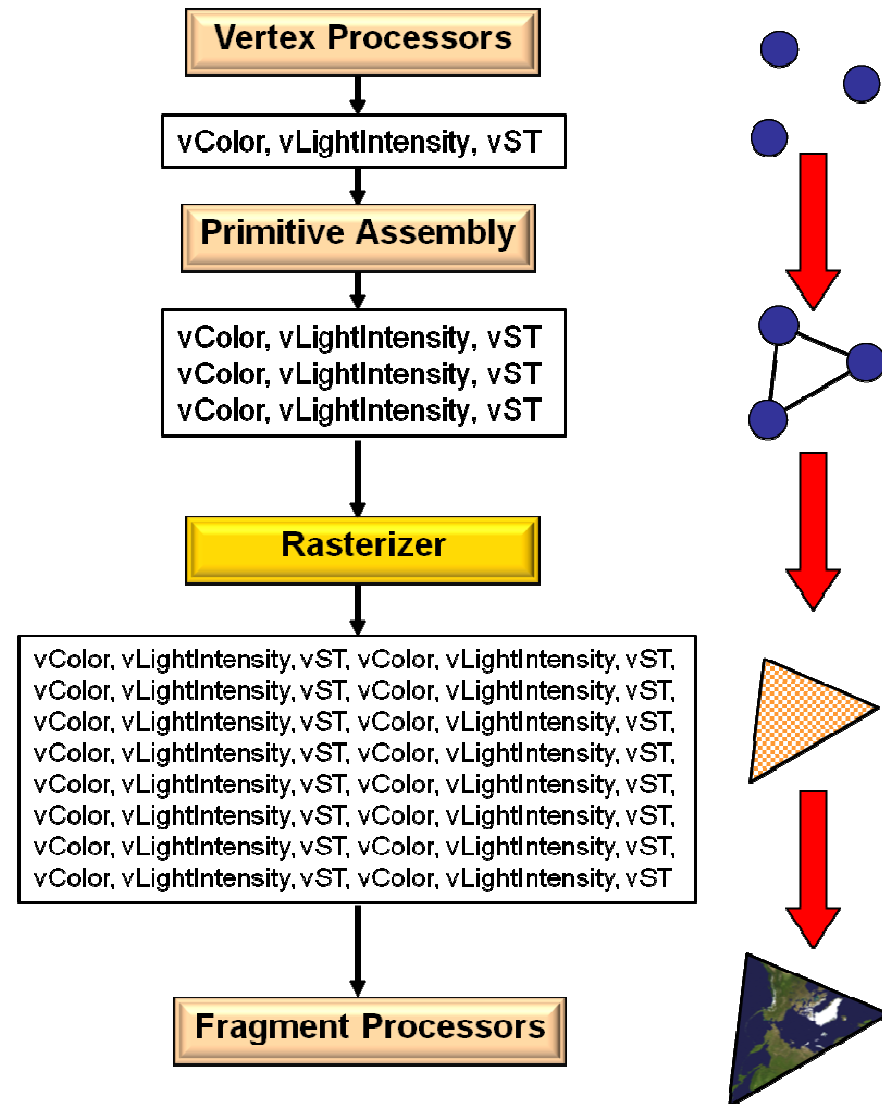 Vertex Processors
vColor, vLightIntensity, vST
Primitive Assembly
vColor, vLightIntensity, vST
vColor, vLightIntensity, vST
vColor, vLightIntensity, vST
Rasterizer
vColor, vLightIntensity, vST, vColor, vLightIntensity, vST,
vColor, vLightIntensity, vST, vColor, vLightIntensity, vST,
vColor, vLightIntensity, vST, vColor, vLightIntensity, vST,
vColor, vLightIntensity, vST, vColor, vLightIntensity, vST,
vColor, vLightIntensity, vST, vColor, vLightIntensity, vST,
vColor, vLightIntensity, vST, vColor, vLightIntensity, vST,
vColor, vLightIntensity, vST, vColor, vLightIntensity, vST,
vColor, vLightIntensity, vST, vColor, vLightIntensity, vST
Fragment Processors